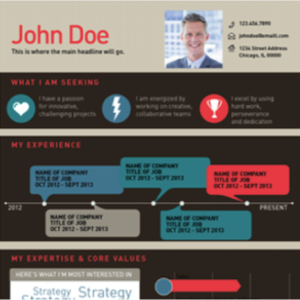 John Doe
This is where the main headline will go.
123.456.7890
johndoe@email.com
1234 Street Address
Chicago, IL 00000
WHAT I AM SEEKING
I have a passion
for innovative,
challenging projects
I am energized by
working on creative,
collaborative teams
I excel by using
hard work,
perseverance
and dedication
MY EXPERIENCE
NAME OF COMPANY
TITLE OF JOB
OCT 2012 - SEPT 2013
NAME OF COMPANY
TITLE OF JOB
OCT 2012 - SEPT 2013
NAME OF COMPANY
TITLE OF JOB
OCT 2012 - SEPT 2013
2012
PRESENT
NAME OF COMPANY
TITLE OF JOB
OCT 2012 - SEPT 2013
NAME OF COMPANY
TITLE OF JOB
OCT 2012 - SEPT 2013
MY EXPERTISE & CORE VALUES
HERE'S WHAT I'M MOST INTERESTED IN
Strategy
Strategy
Strategy